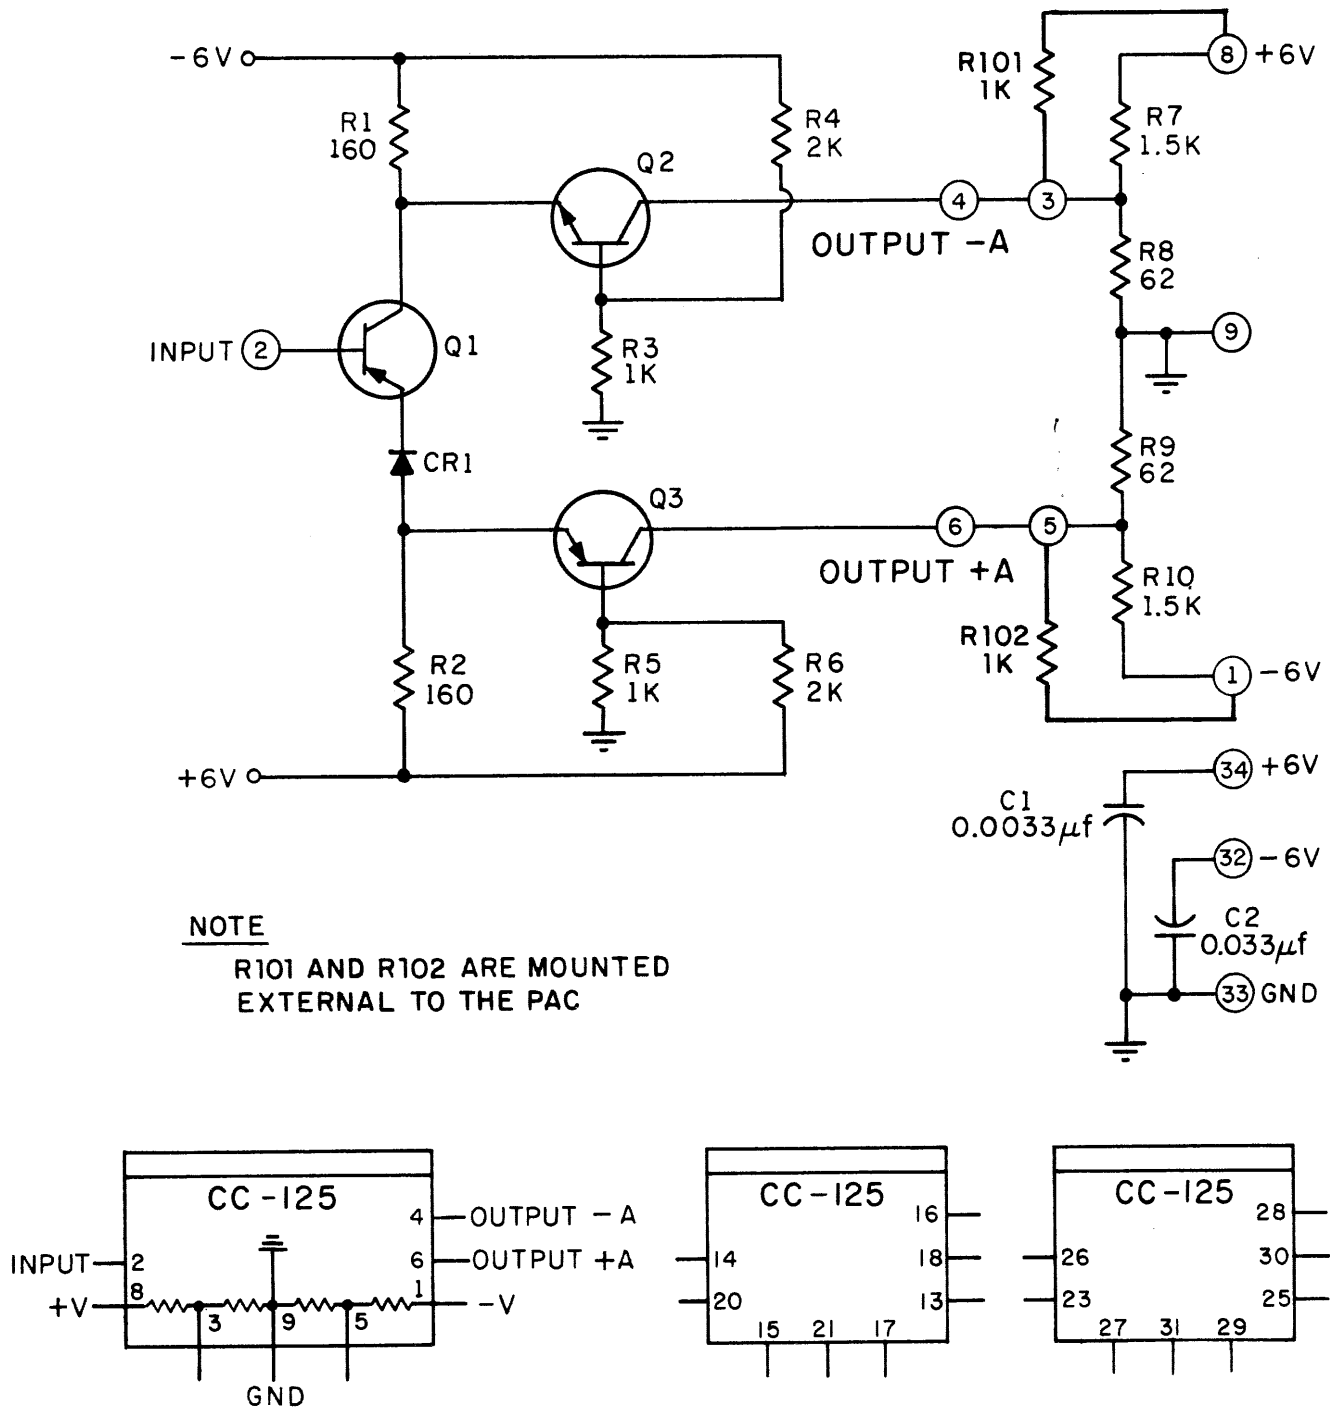 -6V
R1
160
R4
2K
Q2
R101
1K
8
+6V
R7
1.5K
4
3
OUTPUT -A
R8
62
9
INPUT 2
Q1
R3
1K
CR1
R9
62
Q3
6
5
OUTPUT +A
R10
1.5K
R102
1K
1
-6V
R2
160
R5
1K
R6
2K
+6V
34
+6V
C1
0.0033µf
32
-6V
C2
0.033µf
33
GND
NOTE
R101 AND R102 ARE MOUNTED
EXTERNAL TO THE PAC
CC-125
4 OUTPUT -A
INPUT 2
6 OUTPUT +A
+V 8
3
9
5
1 -V
GND
CC-125
16
14
18
20
13
15
21
17
CC-125
28
26
30
23
25
27
31
29